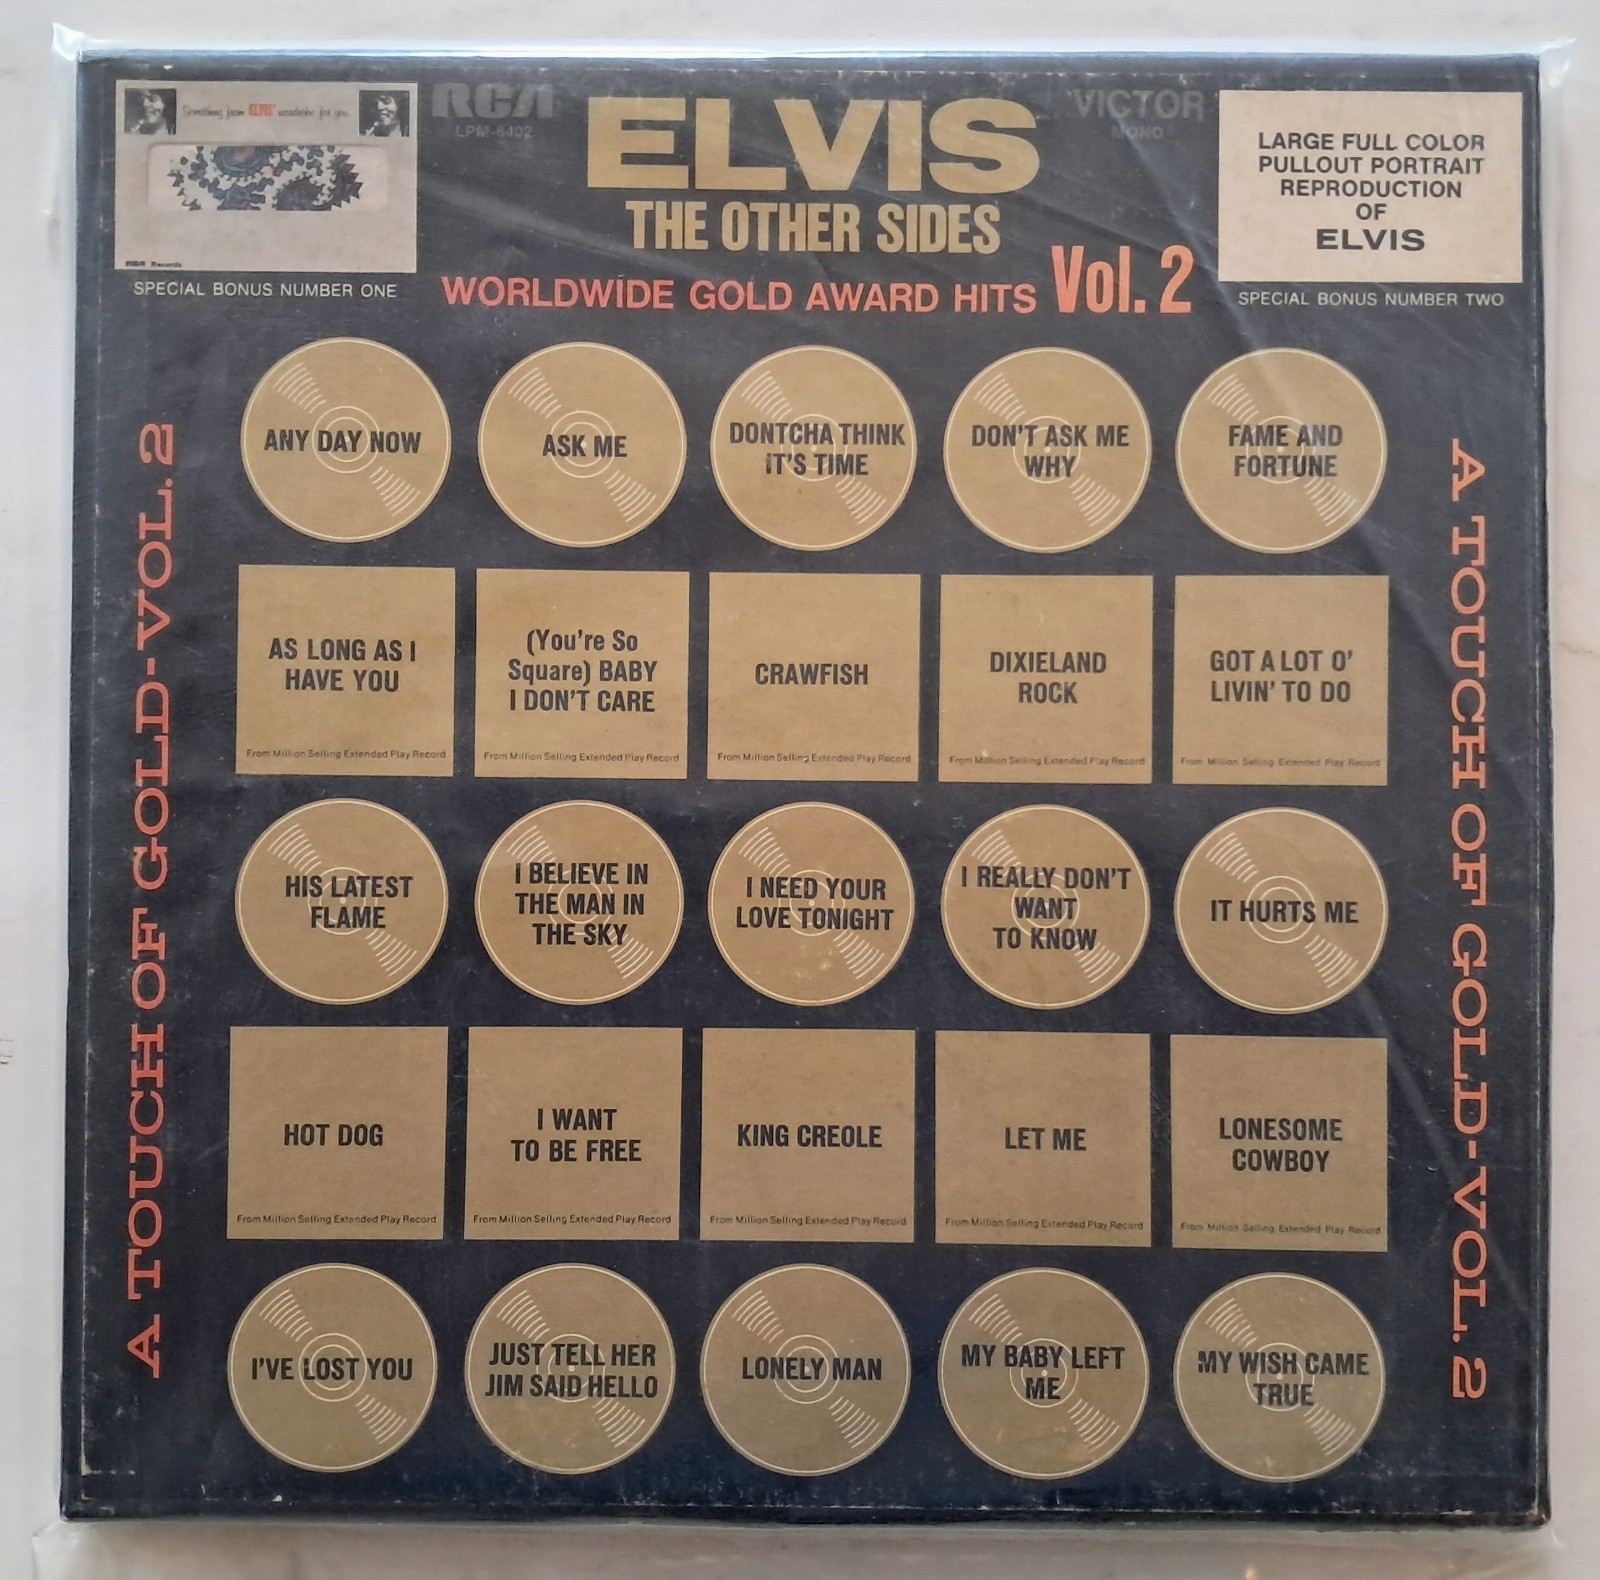 Something from ELVIS' wardrobe for you.
RCA Records
SPECIAL BONUS NUMBER ONE
RCA
LPM-6402
ELVIS
VICTOR
MONO
THE OTHER SIDES
WORLDWIDE GOLD AWARD HITS Vol. 2
LARGE FULL COLOR
PULLOUT PORTRAIT
REPRODUCTION
OF
ELVIS
SPECIAL BONUS NUMBER TWO
A TOUCH OF GOLD-VOL. 2
ANY DAY NOW
ASK ME
DONTCHA THINK
IT'S TIME
DON'T ASK ME
WHY
FAME AND
FORTUNE
AS LONG AS I
HAVE YOU
From Million Selling Extended Play Record
(You're So
Square) BABY
I DON'T CARE
From Million Selling Extended Play Record
CRAWFISH
From Million Selling Extended Play Record
DIXIELAND
ROCK
From Million Selling Extended Play Record
GOT A LOT O'
LIVIN' TO DO
From Million Selling Extended Play Record
HIS LATEST
FLAME
I BELIEVE IN
THE MAN IN
THE SKY
I NEED YOUR
LOVE TONIGHT
I REALLY DON'T
WANT
TO KNOW
IT HURTS ME
HOT DOG
From Million Selling Extended Play Record
I WANT
TO BE FREE
From Million Selling Extended Play Record
KING CREOLE
From Million Selling Extended Play Record
LET ME
From Million Selling Extended Play Record
LONESOME
COWBOY
From Million Selling Extended Play Record
I'VE LOST YOU
JUST TELL HER
JIM SAID HELLO
LONELY MAN
MY BABY LEFT
ME
MY WISH CAME
TRUE
A TOUCH OF GOLD-VOL. 2